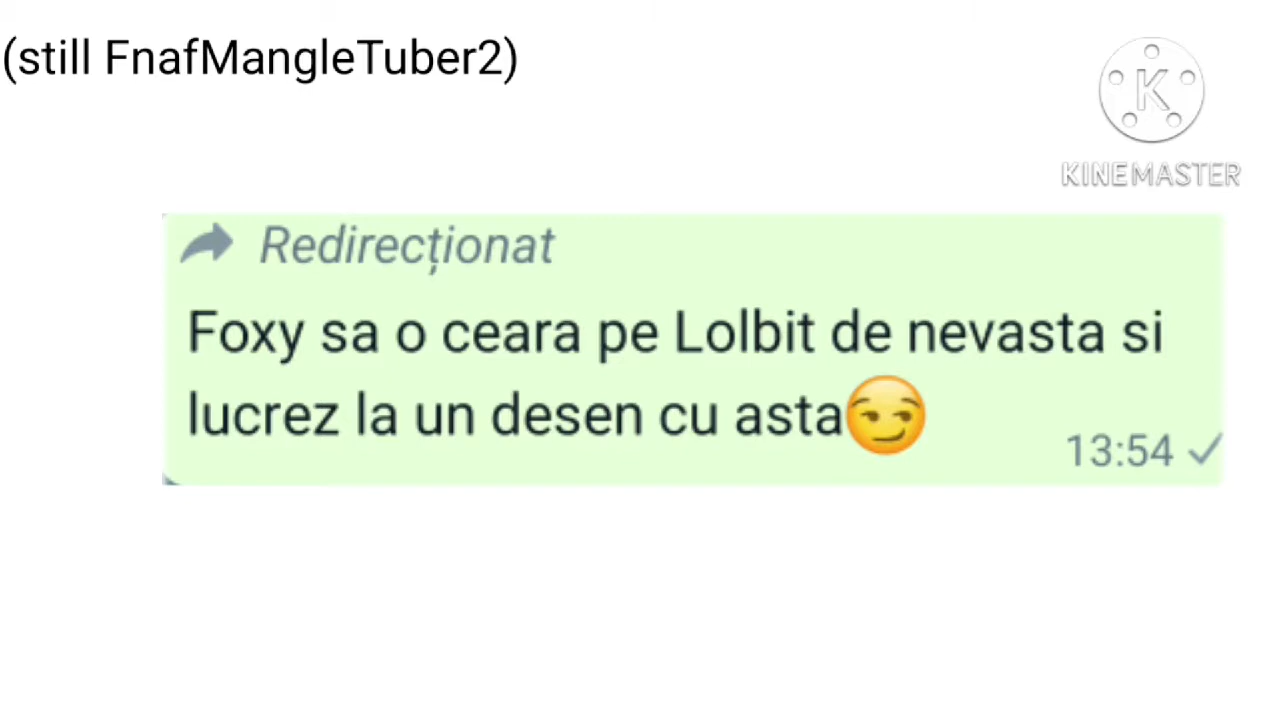 (still FnafMangleTuber2)
K
KINEMASTER
Redirecționat
Foxy sa o ceara pe Lolbit de nevasta si
lucrez la un desen cu asta😏
13:54